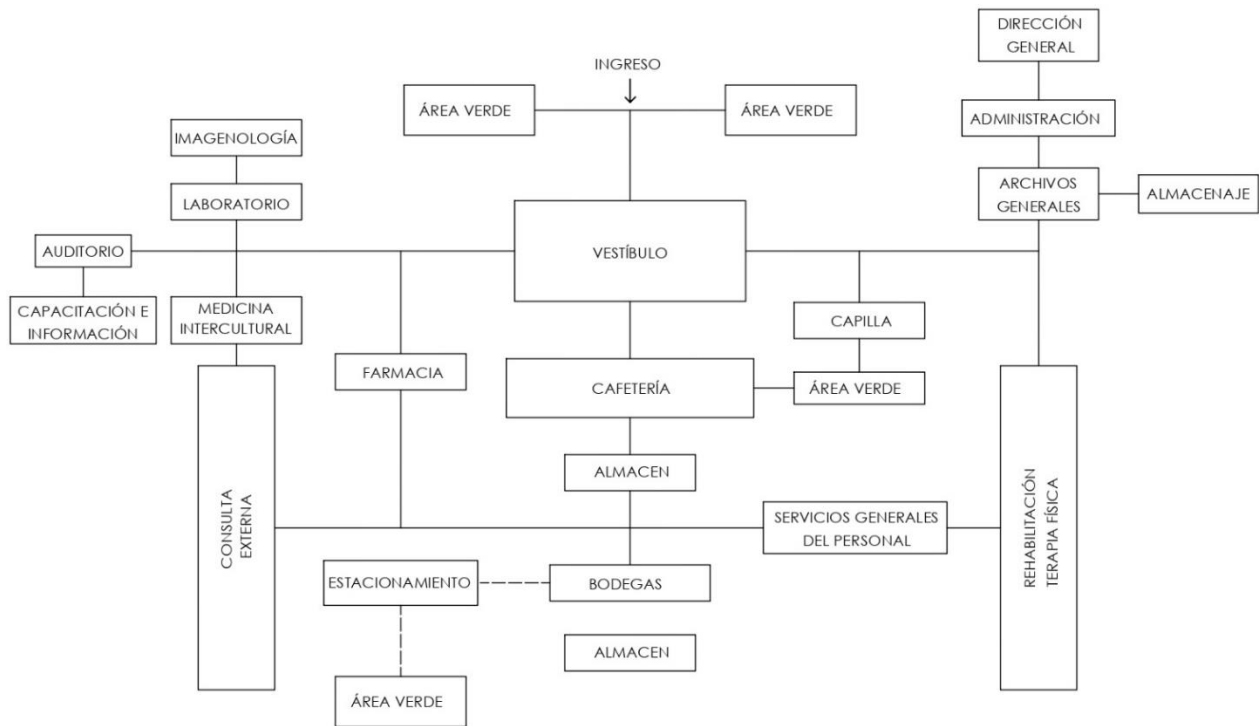 DIRECCIÓN
GENERAL
INGRESO
ÁREA VERDE
ÁREA VERDE
ADMINISTRACIÓN
IMAGENOLOGÍA
ARCHIVOS
GENERALES
ALMACENAJE
LABORATORIO
AUDITORIO
VESTÍBULO
CAPACITACIÓN E
INFORMACIÓN
MEDICINA
INTERCULTURAL
CAPILLA
FARMACIA
CAFETERÍA
ÁREA VERDE
ALMACEN
CONSULTA
EXTERNA
SERVICIOS GENERALES
DEL PERSONAL
REHABILITACIÓN
TERAPIA FÍSICA
ESTACIONAMIENTO
BODEGAS
ALMACEN
ÁREA VERDE